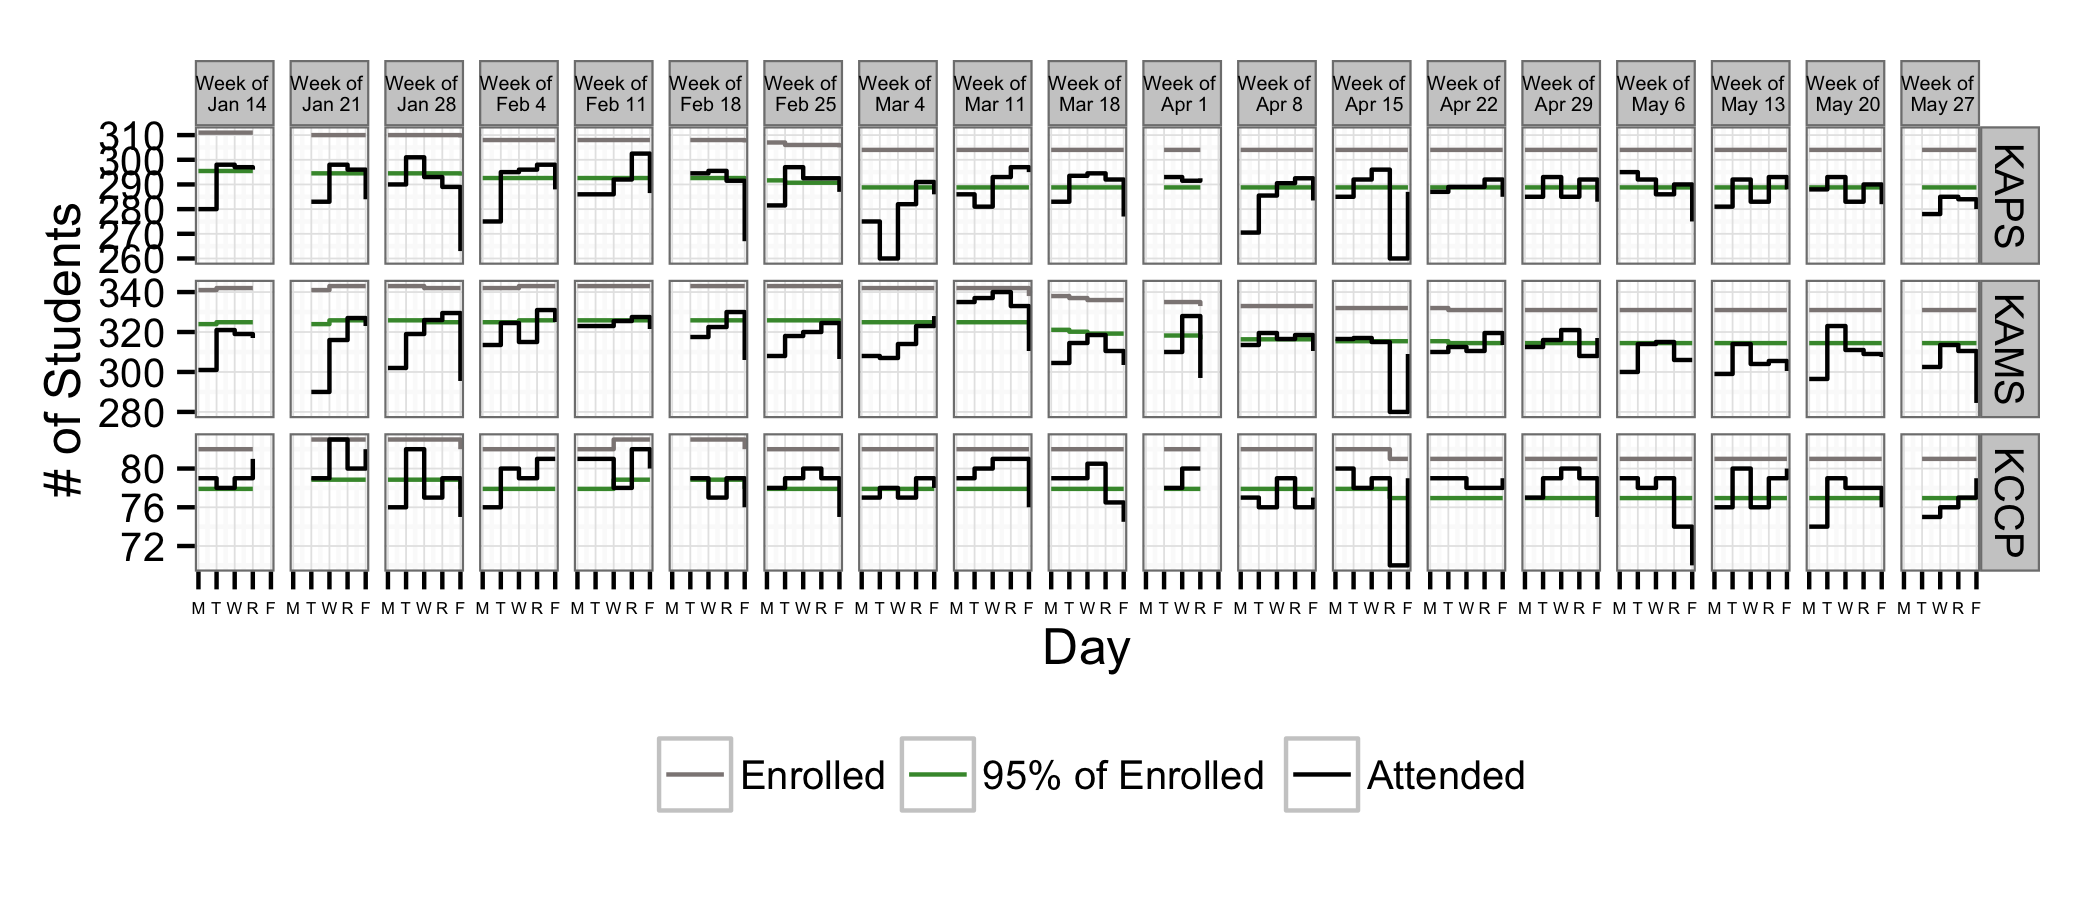 Week of Jan 14
Week of Jan 21
Week of Jan 28
Week of Feb 4
Week of Feb 11
Week of Feb 18
Week of Feb 25
Week of Mar 4
Week of Mar 11
Week of Mar 18
Week of Apr 1
Week of Apr 8
Week of Apr 15
Week of Apr 22
Week of Apr 29
Week of May 6
Week of May 13
Week of May 20
Week of May 27
# of Students
310
300
290
280
270
260
KAPS
340
320
300
280
KAMS
80
76
72
KCCP
M T W R F M T W R F M T W R F M T W R F M T W R F M T W R F M T W R F M T W R F M T W R F M T W R F M T W R F M T W R F M T W R F M T W R F M T W R F M T W R F M T W R F M T W R F M T W R F
Day
Enrolled 95% of Enrolled Attended